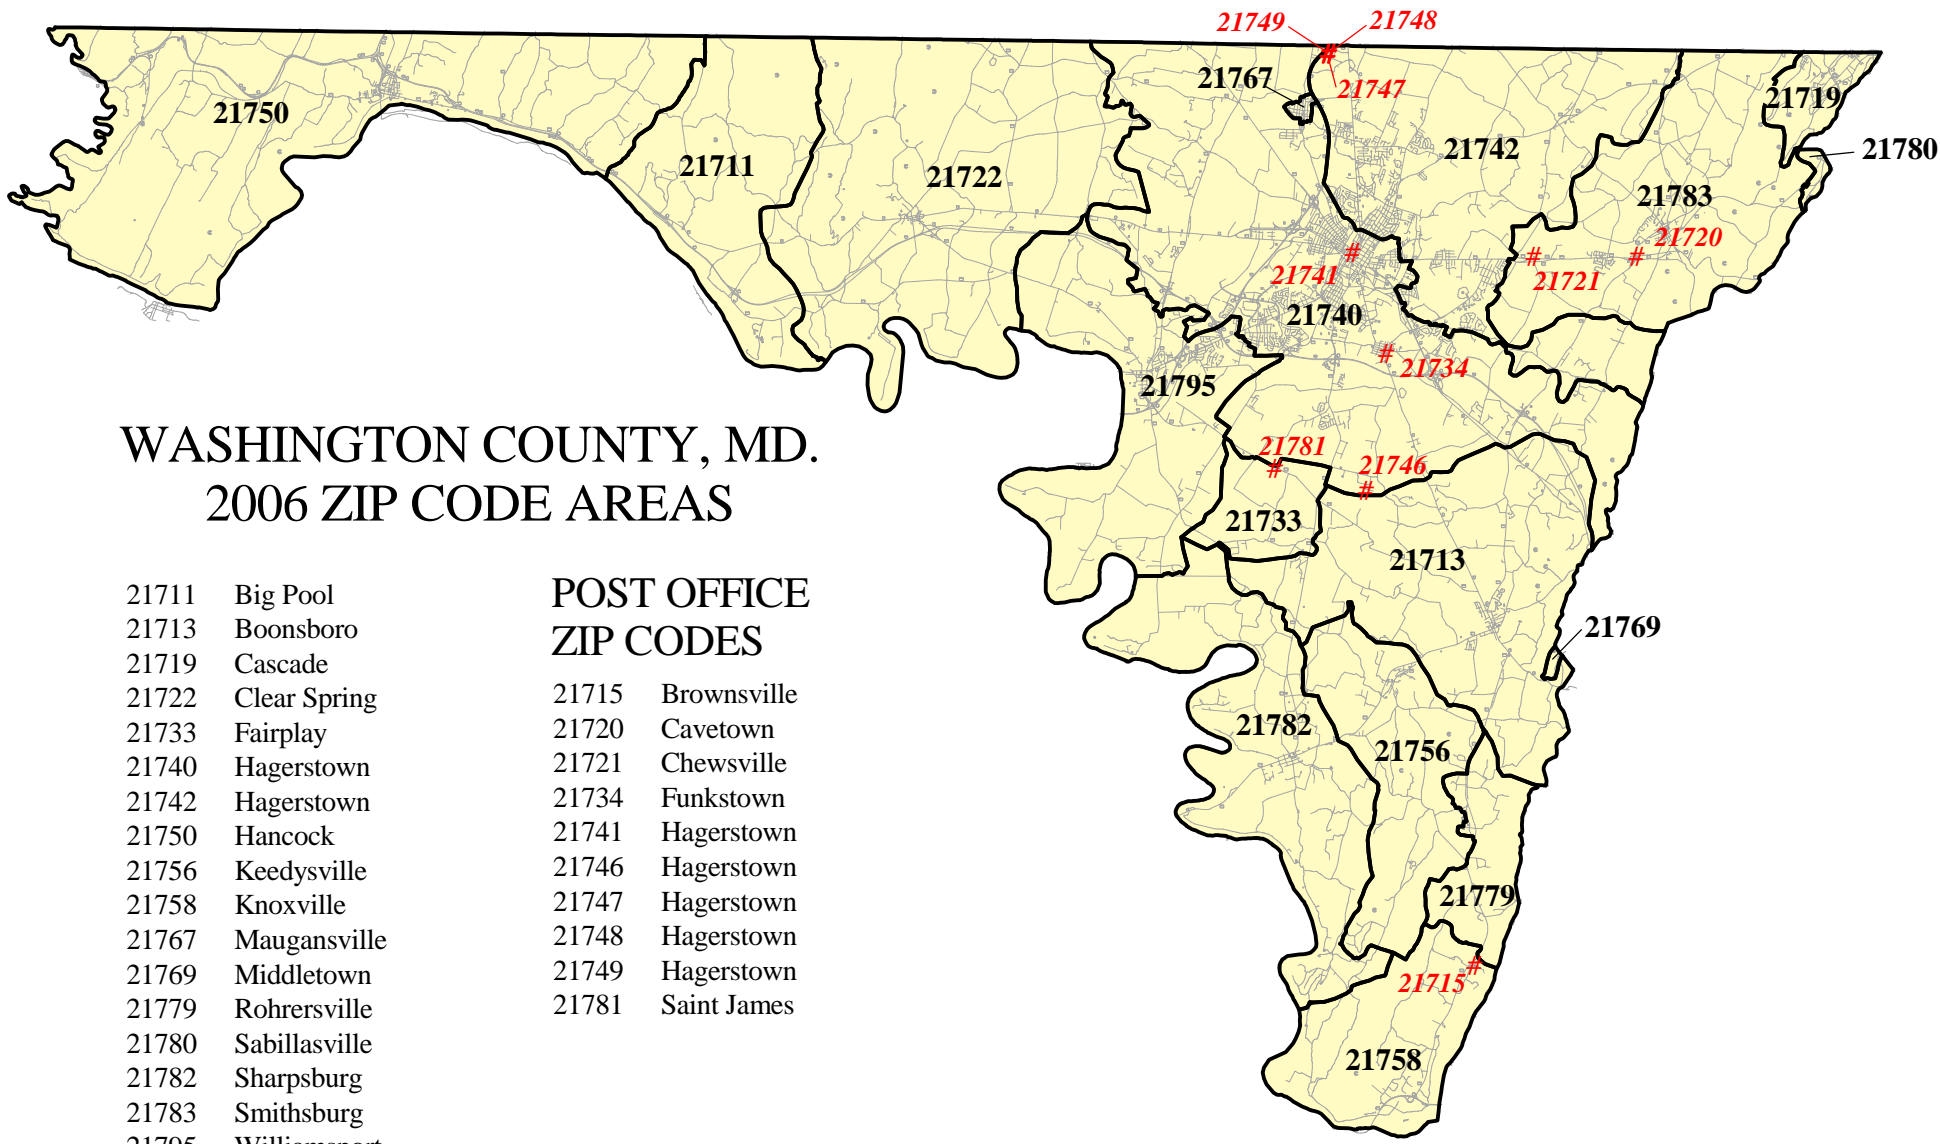 21749 21748
21767
21747
21750
21719
21742
21780
21711
21722
21783
21720
21741
21721
21740
21734
21795
WASHINGTON COUNTY, MD.
2006 ZIP CODE AREAS
21781
21746
21733
21713
21769
21782
21756
21779
21715
21758
21711 Big Pool
21713 Boonsboro
21719 Cascade
21722 Clear Spring
21733 Fairplay
21740 Hagerstown
21742 Hagerstown
21750 Hancock
21756 Keedysville
21758 Knoxville
21767 Maugansville
21769 Middletown
21779 Rohrersville
21780 Sabillasville
21782 Sharpsburg
21783 Smithsburg
21795 Williamsport
POST OFFICE
ZIP CODES
21715 Brownsville
21720 Cavetown
21721 Chewsville
21734 Funkstown
21741 Hagerstown
21746 Hagerstown
21747 Hagerstown
21748 Hagerstown
21749 Hagerstown
21781 Saint James